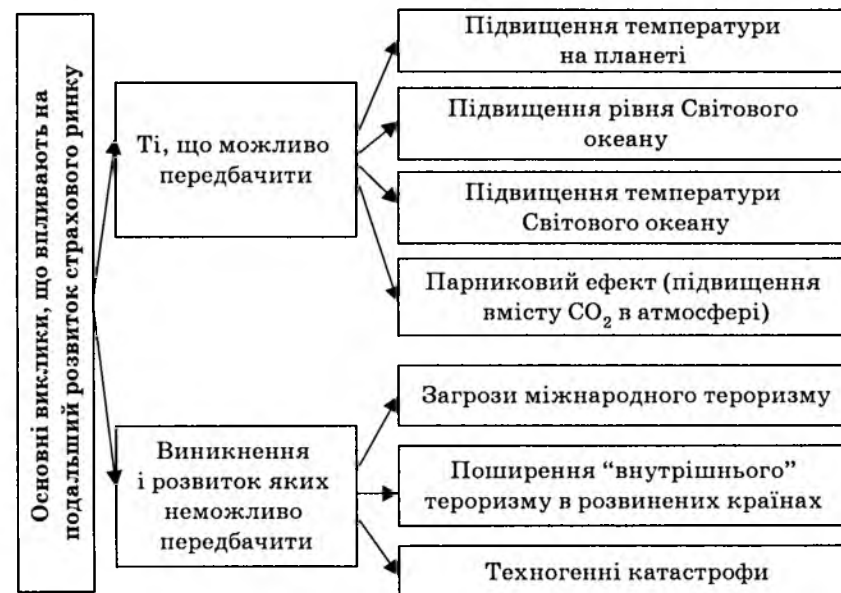 Основні виклики, що впливають на
подальший розвиток страхового ринку
Ті, що можливо
передбачити
Підвищення температури
на планеті
Підвищення рівня Світового
океану
Підвищення температури
Світового океану
Парниковий ефект (підвищення
вмісту CO₂ в атмосфері)
Виникнення
і розвиток яких
неможливо
передбачити
Загрози міжнародного тероризму
Поширення “внутрішнього”
тероризму в розвинених країнах
Техногенні катастрофи